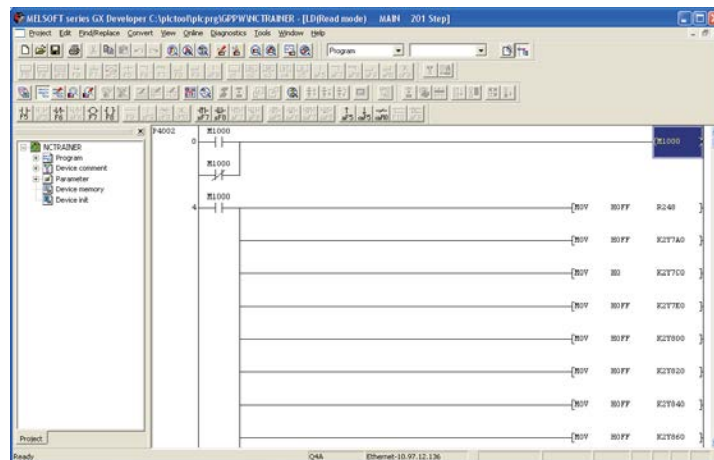 MELSOFT series GX Developer C:\plctool\plcprg\GPPW\NCTRAINER - [LD(Read mode) MAIN 201 Step]
Project Edit Find/Replace Convert View Online Diagnostics Tools Window Help
Program
NCTRAINER
Program
Device comment
Parameter
Device memory
Device init
Project
P4002
M1000
0
(M1000
M1000
M1000
4
[MOV H0FF R248 ]
[MOV H0FF K2Y7A0 ]
[MOV H0 K2Y7C0 ]
[MOV H0FF K2Y7E0 ]
[MOV H0FF K2Y800 ]
[MOV H0FF K2Y820 ]
[MOV H0FF K2Y840 ]
[MOV H0FF K2Y860 ]
Ready Q4A Ethernet-10.97.12.136